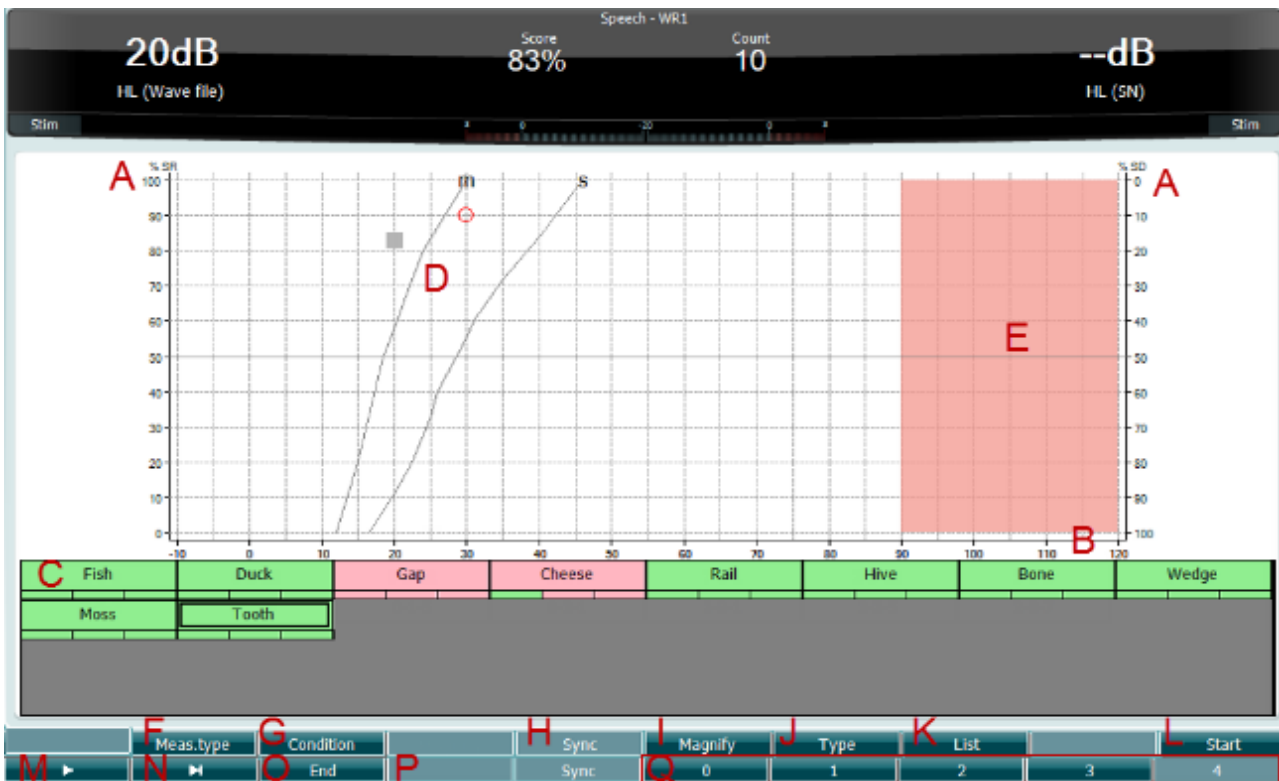 Speech - WR1
20dB Score Count --dB
83% 10
HL (Wave file) HL (SN)
Stim Stim
% SR % SD
A 100 m s 0 A
90 10
80 20
D
70 30
60 40
E
50 50
40 60
30 70
20 80
10 90
0 100
B
-10 0 10 20 30 40 50 60 70 80 90 100 110 120
C Fish Duck Gap Cheese Rail Hive Bone Wedge
Moss Tooth
F Meas.type G Condition H Sync I Magnify J Type K List L Start
M N O End P Sync Q 0 1 2 3 4